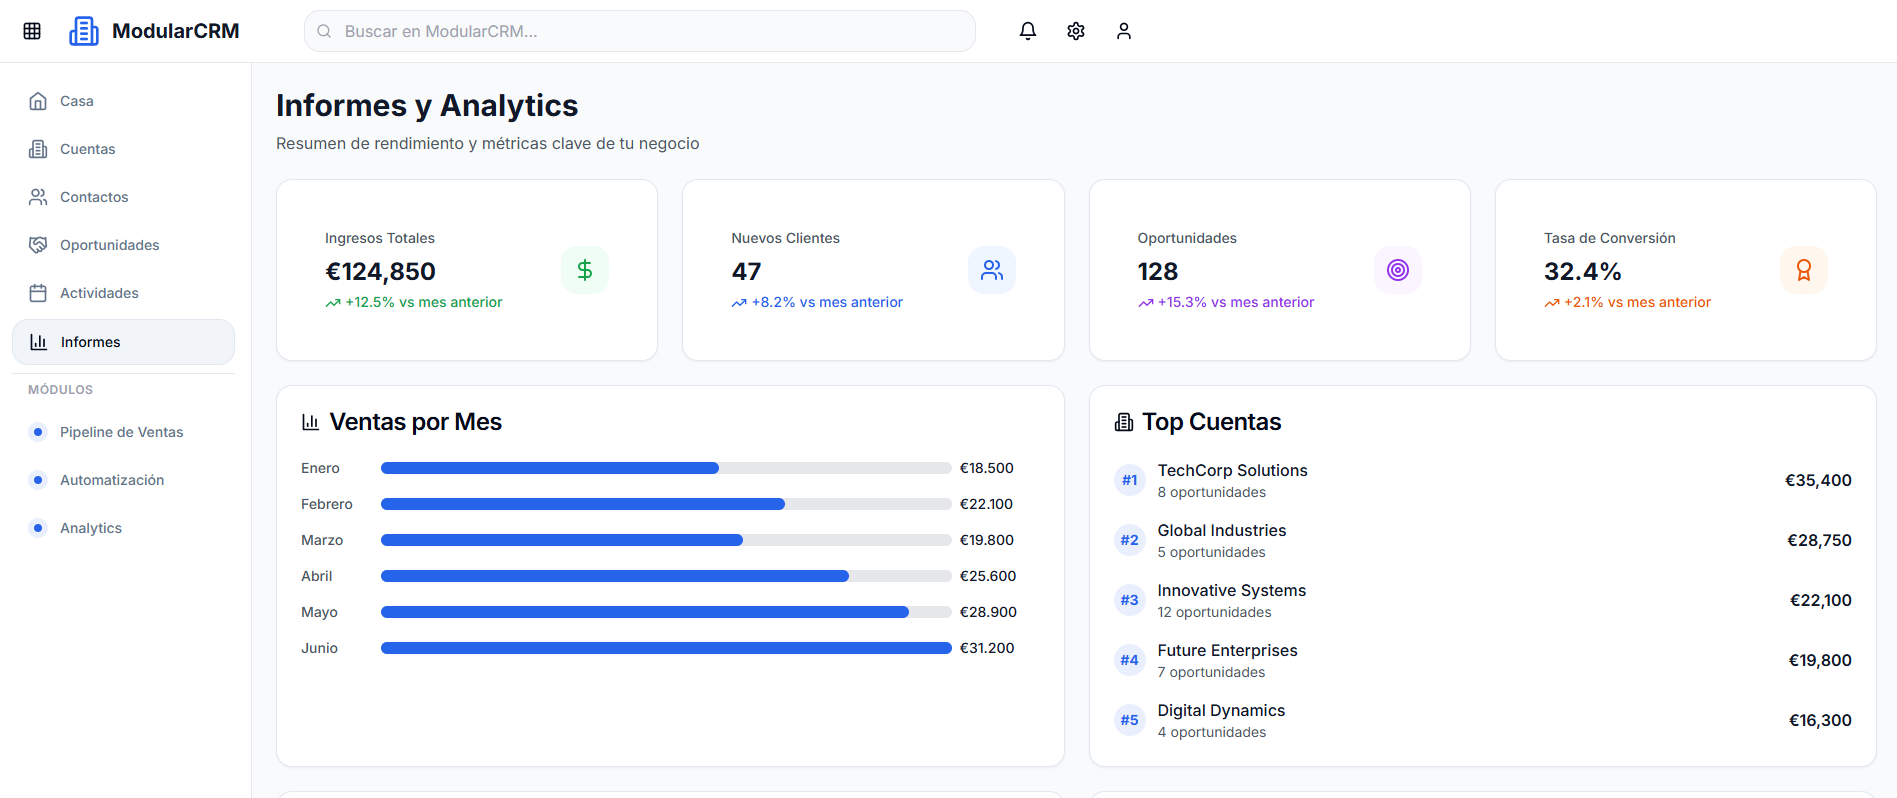 ModularCRM
Buscar en ModularCRM...
Casa
Cuentas
Contactos
Oportunidades
Actividades
Informes
MÓDULOS
Pipeline de Ventas
Automatización
Analytics
Informes y Analytics
Resumen de rendimiento y métricas clave de tu negocio
Ingresos Totales
€124,850
+12.5% vs mes anterior
Nuevos Clientes
47
+8.2% vs mes anterior
Oportunidades
128
+15.3% vs mes anterior
Tasa de Conversión
32.4%
+2.1% vs mes anterior
Ventas por Mes
Enero €18.500
Febrero €22.100
Marzo €19.800
Abril €25.600
Mayo €28.900
Junio €31.200
Top Cuentas
#1 TechCorp Solutions €35,400
8 oportunidades
#2 Global Industries €28,750
5 oportunidades
#3 Innovative Systems €22,100
12 oportunidades
#4 Future Enterprises €19,800
7 oportunidades
#5 Digital Dynamics €16,300
4 oportunidades